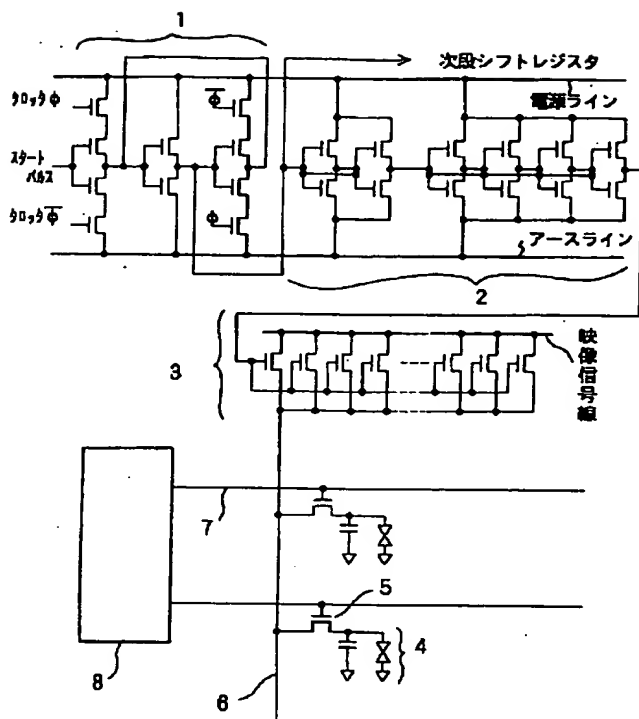 1
次段シフトレジスタ
クロックΦ
Φ̅
電源ライン
スタート
パルス
クロックΦ̅
Φ
アースライン
2
3
映像信号線
7
5
4
8
6